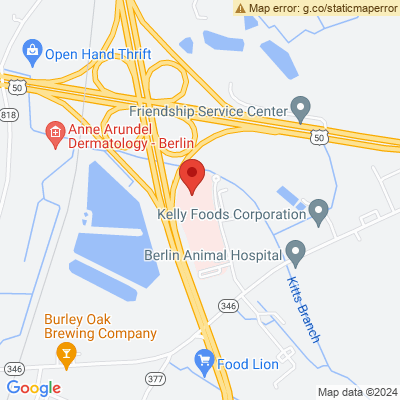 Map error: g.co/staticmaperror
Open Hand Thrift
50
818
Friendship Service Center
50
Anne Arundel
Dermatology - Berlin
Kelly Foods Corporation
Berlin Animal Hospital
Kitts Branch
346
Burley Oak
Brewing Company
346
377
Food Lion
Google
Map data ©2024